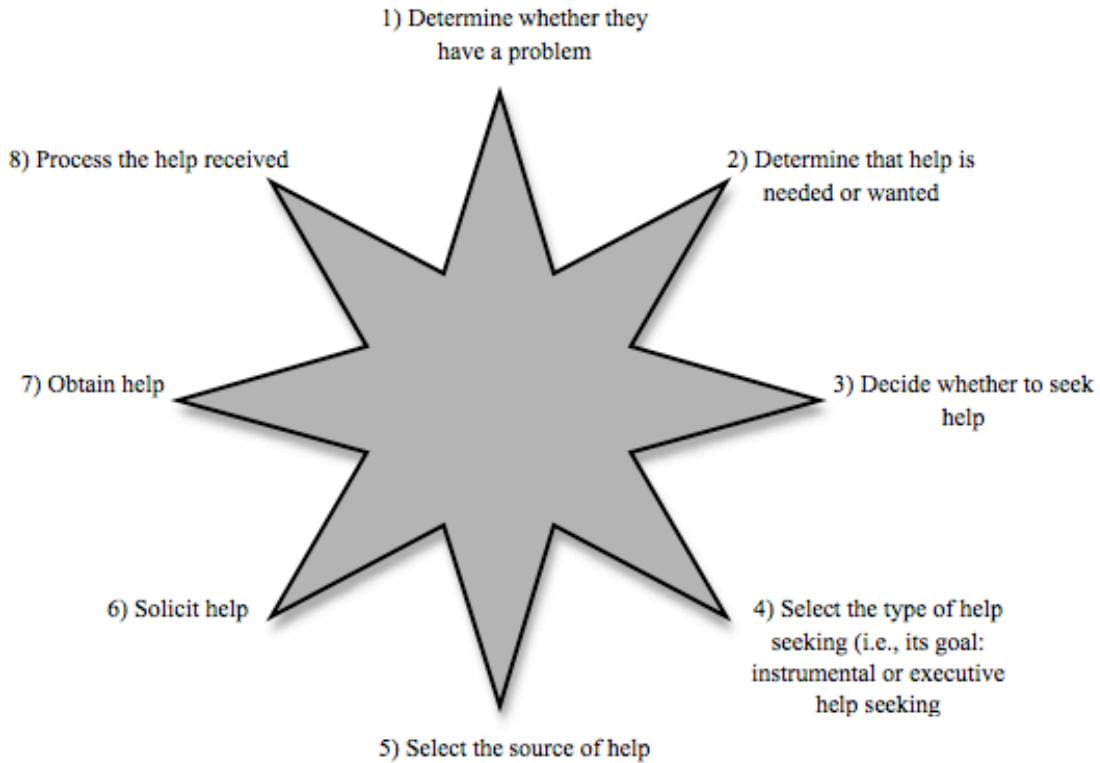 1) Determine whether they
have a problem
2) Determine that help is
needed or wanted
3) Decide whether to seek
help
4) Select the type of help
seeking (i.e., its goal:
instrumental or executive
help seeking
5) Select the source of help
6) Solicit help
7) Obtain help
8) Process the help received